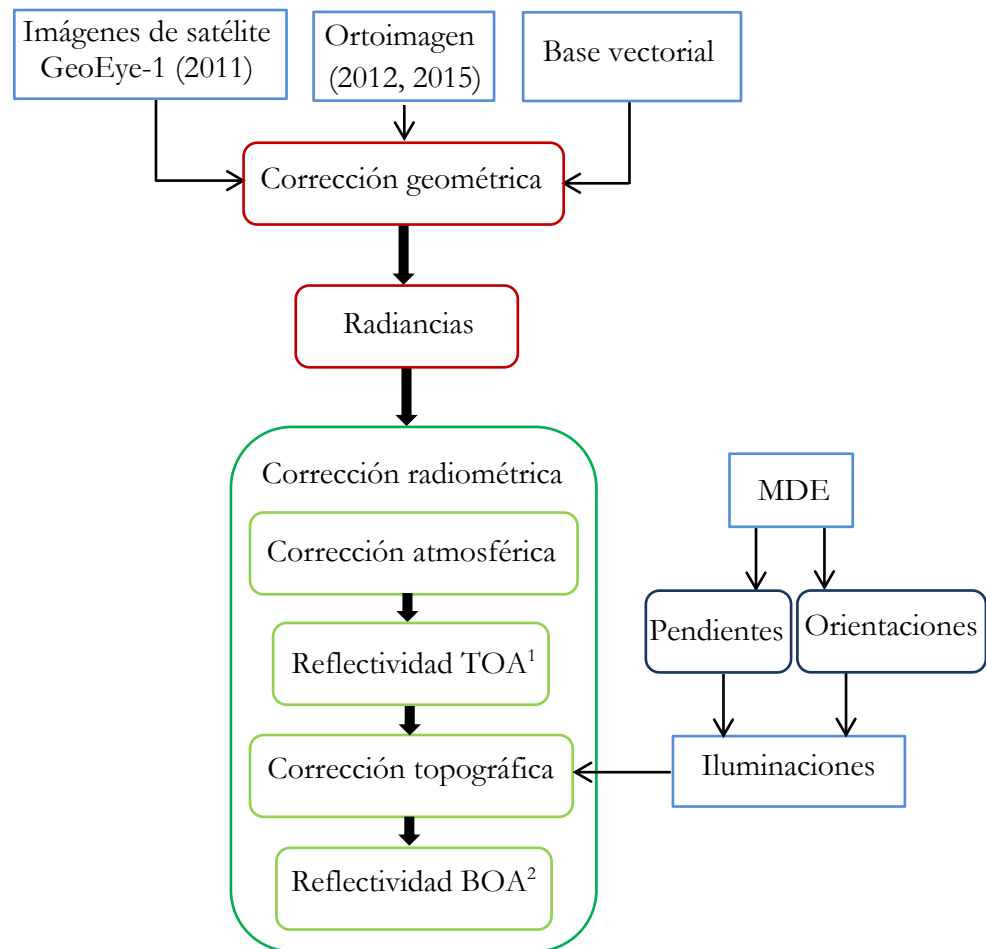 Imágenes de satélite
GeoEye-1 (2011)
Ortoimagen
(2012, 2015)
Base vectorial
Corrección geométrica
Radiancias
Corrección radiométrica
MDE
Corrección atmosférica
Pendientes
Orientaciones
Reflectividad TOA¹
Corrección topográfica
Iluminaciones
Reflectividad BOA²